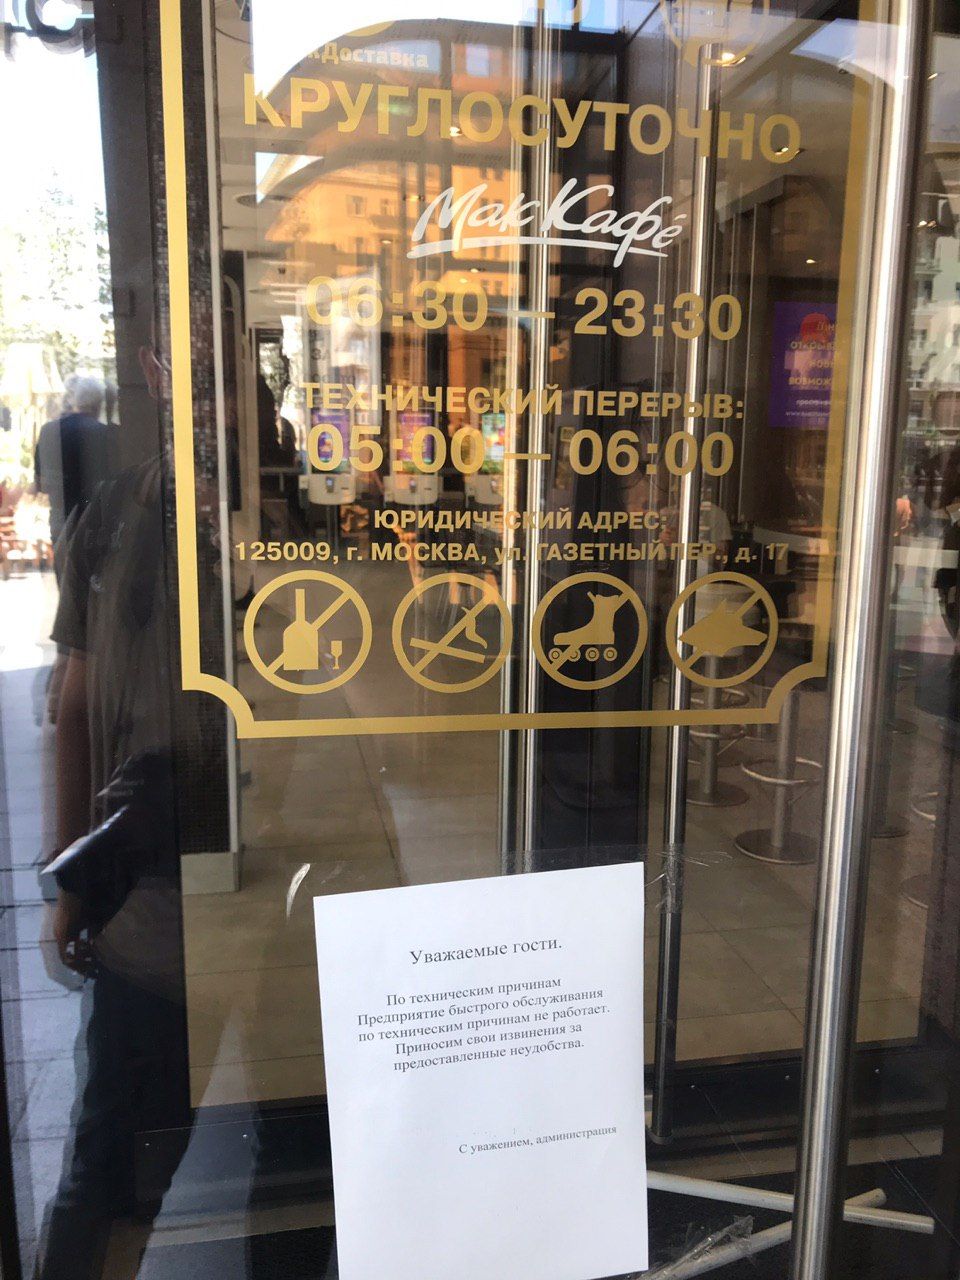 МакДоставка
КРУГЛОСУТОЧНО
МакКафе
06:30 — 23:30
ТЕХНИЧЕСКИЙ ПЕРЕРЫВ:
05:00 — 06:00
ЮРИДИЧЕСКИЙ АДРЕС:
125009, г. МОСКВА, ул. ГАЗЕТНЫЙ ПЕР., д. 17
Уважаемые гости.
По техническим причинам
Предприятие быстрого обслуживания
по техническим причинам не работает.
Приносим свои извинения за
предоставленные неудобства.
С уважением, администрация